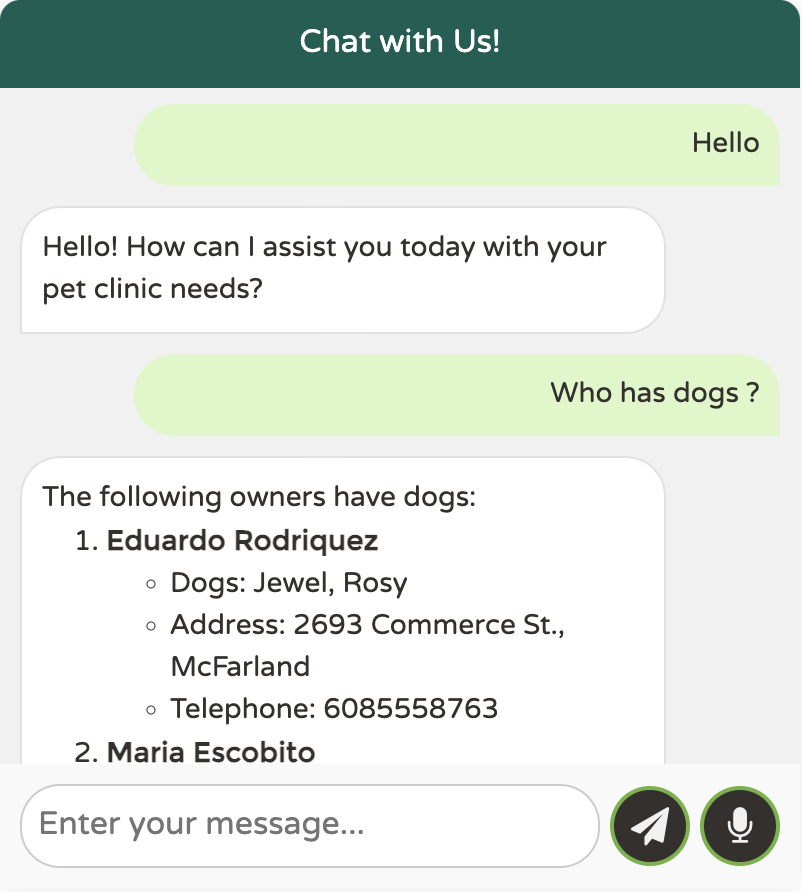 Chat with Us!
Hello
Hello! How can I assist you today with your
pet clinic needs?
Who has dogs ?
The following owners have dogs:
1. Eduardo Rodriquez
◦ Dogs: Jewel, Rosy
◦ Address: 2693 Commerce St.,
McFarland
◦ Telephone: 6085558763
2. Maria Escobito
Enter your message...